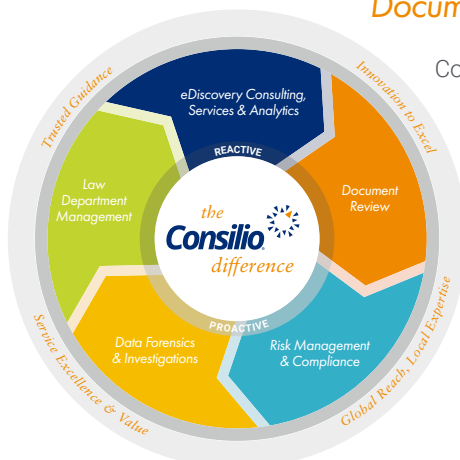 Docum
Co
Trusted Guidance
Innovation to Excel
eDiscovery Consulting,
Services & Analytics
REACTIVE
Law
Department
Management
Document
Review
the
Consilio
difference
PROACTIVE
Data Forensics
& Investigations
Risk Management
& Compliance
Service Excellence & Value
Global Reach, Local Expertise